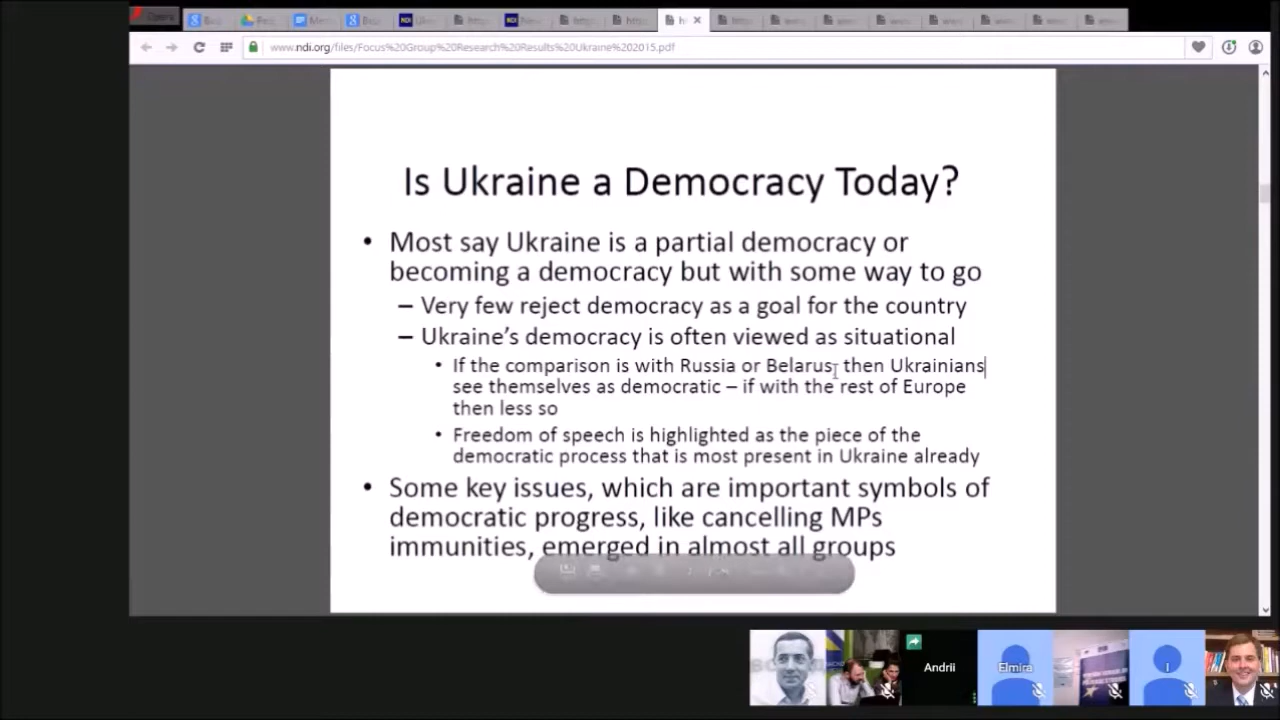 Opera
NDI
NDI
www.ndi.org/files/Focus%20Group%20Research%20Results%20Ukraine%202015.pdf
Is Ukraine a Democracy Today?
• Most say Ukraine is a partial democracy or
becoming a democracy but with some way to go
– Very few reject democracy as a goal for the country
– Ukraine's democracy is often viewed as situational
• If the comparison is with Russia or Belarus, then Ukrainians
see themselves as democratic – if with the rest of Europe
then less so
• Freedom of speech is highlighted as the piece of the
democratic process that is most present in Ukraine already
• Some key issues, which are important symbols of
democratic progress, like cancelling MPs
immunities, emerged in almost all groups
Andrii
Elmira
I